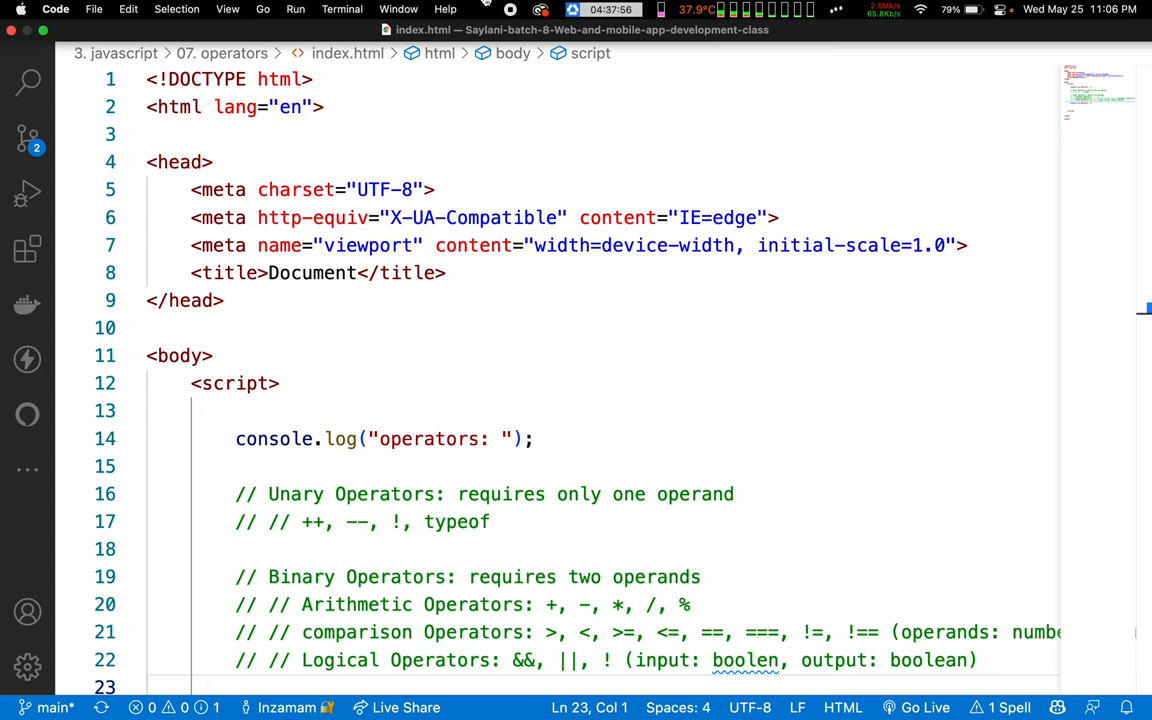 Code File Edit Selection View Go Run Terminal Window Help 04:37:56 37.9°C 2.5Mb/s 65.8Kb/s 79% Wed May 25 11:06 PM
index.html — Saylani-batch-8-Web-and-mobile-app-development-class
3. javascript > 07. operators > <> index.html > html > body > script
1 <!DOCTYPE html>
2 <html lang="en">
3
4 <head>
5 <meta charset="UTF-8">
6 <meta http-equiv="X-UA-Compatible" content="IE=edge">
7 <meta name="viewport" content="width=device-width, initial-scale=1.0">
8 <title>Document</title>
9 </head>
10
11 <body>
12 <script>
13
14 console.log("operators: ");
15
16 // Unary Operators: requires only one operand
17 // // ++, --, !, typeof
18
19 // Binary Operators: requires two operands
20 // // Arithmetic Operators: +, -, *, /, %
21 // // comparison Operators: >, <, >=, <=, ==, ===, !=, !== (operands: numbe
22 // // Logical Operators: &&, ||, ! (input: boolen, output: boolean)
23
2
main* 0 0 1 Inzamam Live Share Ln 23, Col 1 Spaces: 4 UTF-8 LF HTML Go Live 1 Spell